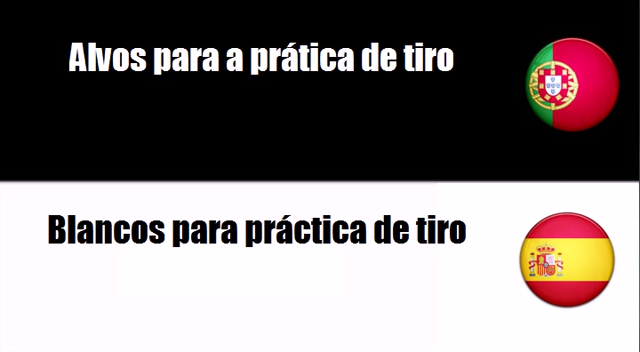 Alvos para a prática de tiro
Blancos para práctica de tiro